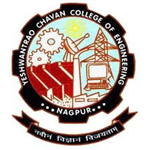 YESHWANTRAO CHAVAN COLLEGE OF ENGINEERING
NAGPUR.
नवीन विज्ञान विजयताम्